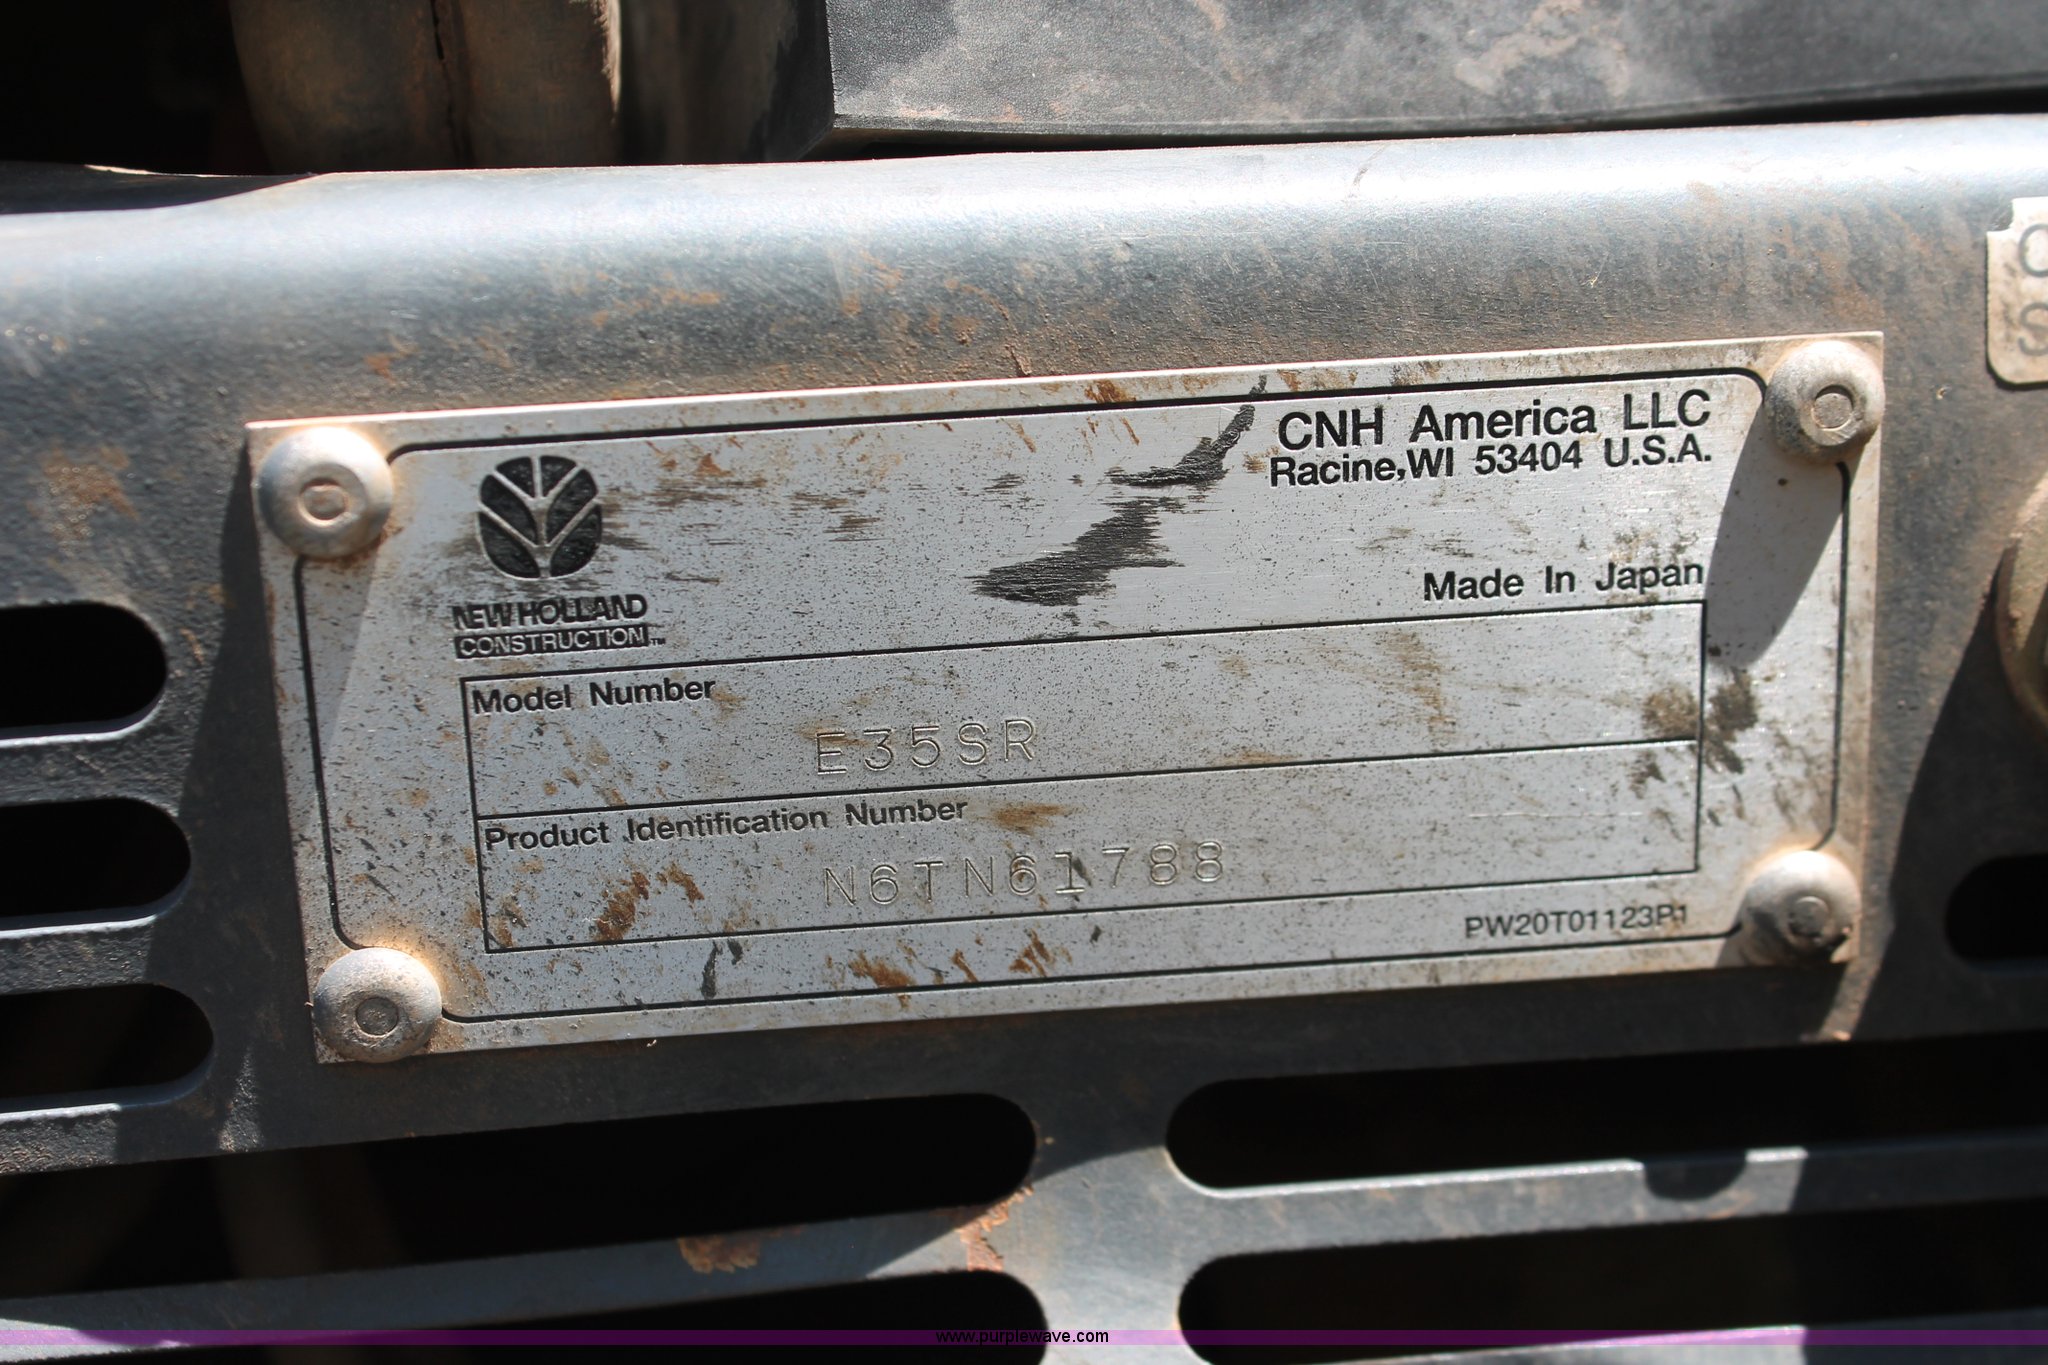 CNH America LLC
Racine,WI 53404 U.S.A.
Made In Japan
NEW HOLLAND
CONSTRUCTION™
Model Number
E35SR
Product Identification Number
N6TN61788
PW20T01123P1
www.purplewave.com